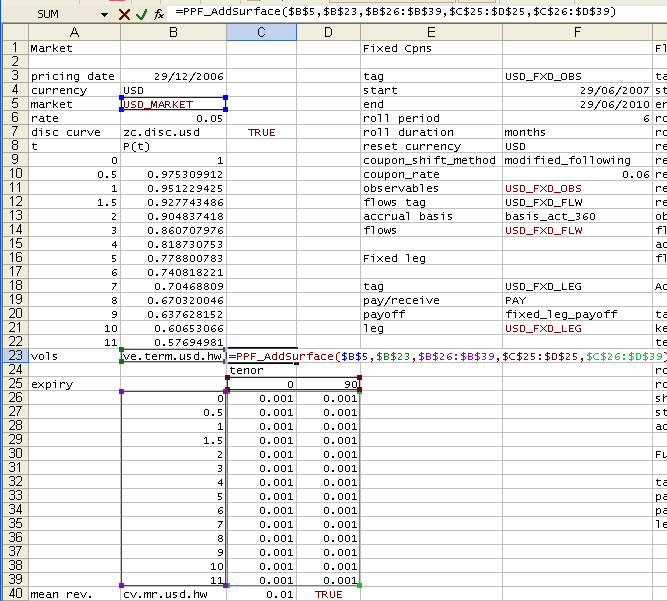 SUM =PPF_AddSurface($B$5,$B$23,$B$26:$B$39,$C$25:$D$25,$C$26:$D$39)
A B C D E F
1 Market Fixed Cpns Fl
2
3 pricing date 29/12/2006 tag USD_FXD_OBS ta
4 currency USD start 29/06/2007 st
5 market USD_MARKET end 29/06/2010 er
6 rate 0.05 roll period 6 ro
7 disc curve zc.disc.usd TRUE roll duration months ro
8 t P(t) reset currency USD re
9 0 1 coupon_shift_method modified_following re
10 0.5 0.975309912 coupon_rate 0.06 re
11 1 0.951229425 observables USD_FXD_OBS re
12 1.5 0.927743486 flows tag USD_FXD_FLW re
13 2 0.904837418 accrual basis basis_act_360 ob
14 3 0.860707976 flows USD_FXD_FLW re
15 4 0.818730753 ac
16 5 0.778800783 Fixed leg fl
17 6 0.740818221
18 7 0.70468809 tag USD_FXD_LEG
19 8 0.670320046 pay/receive PAY
20 9 0.637628152 payoff fixed_leg_payoff ta
21 10 0.60653066 leg USD_FXD_LEG ke
22 11 0.57694981 te
23 vols ve.term.usd.hw =PPF_AddSurface($B$5,$B$23,$B$26:$B$39,$C$25:$D$25,$C$26:$D$39)
24 tenor ro
25 expiry 0 90 ro
26 0 0.001 0.001 sh
27 0.5 0.001 0.001 st
28 1 0.001 0.001 ac
29 1.5 0.001 0.001
30 2 0.001 0.001 Fu
31 3 0.001 0.001
32 4 0.001 0.001 ta
33 5 0.001 0.001 pa
34 6 0.001 0.001 pa
35 7 0.001 0.001 le
36 8 0.001 0.001
37 9 0.001 0.001
38 10 0.001 0.001
39 11 0.001 0.001
40 mean rev. cv.mr.usd.hw 0.01 TRUE